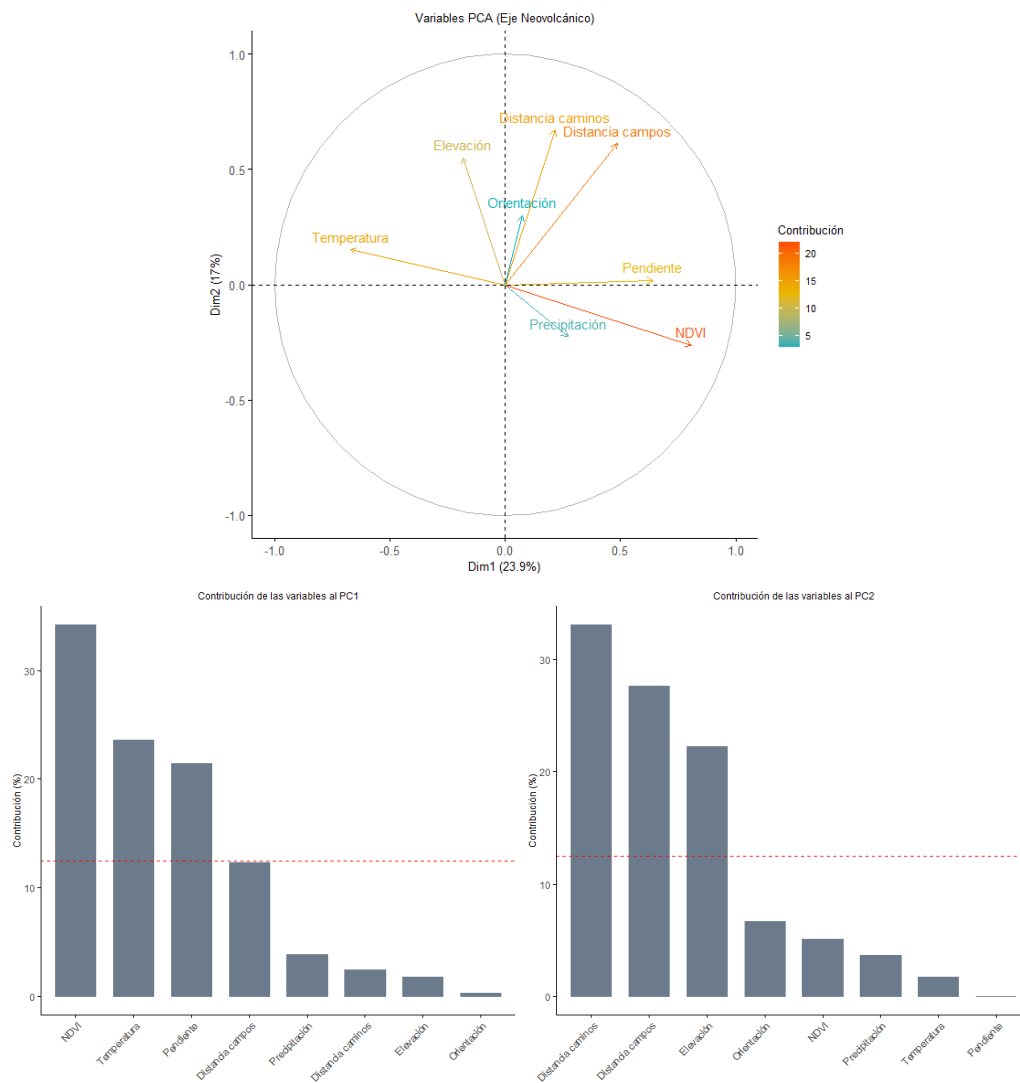 Variables PCA (Eje Neovolcánico)
1.0
0.5
0.0
-0.5
-1.0
Dim2 (17%)
Distancia caminos
Distancia campos
Elevación
Orientación
Temperatura
Pendiente
Precipitación
NDVI
-1.0 -0.5 0.0 0.5 1.0
Dim1 (23.9%)
Contribución
20
15
10
5
Contribución de las variables al PC1
Contribución (%)
30
20
10
0
NDVI
Temperatura
Pendiente
Distancia campos
Precipitación
Distancia caminos
Elevación
Orientación
Contribución de las variables al PC2
Contribución (%)
30
20
10
0
Distancia caminos
Distancia campos
Elevación
Orientación
NDVI
Precipitación
Temperatura
Pendiente